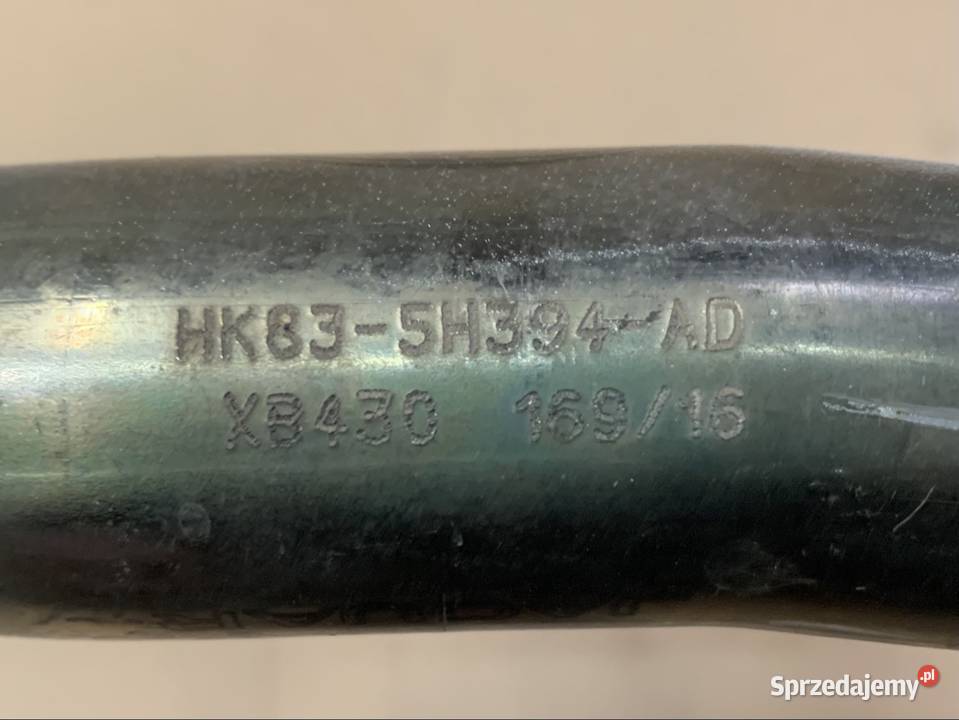 HK83-5H394-AD
XB430 169/16
Sprzedajemy.pl